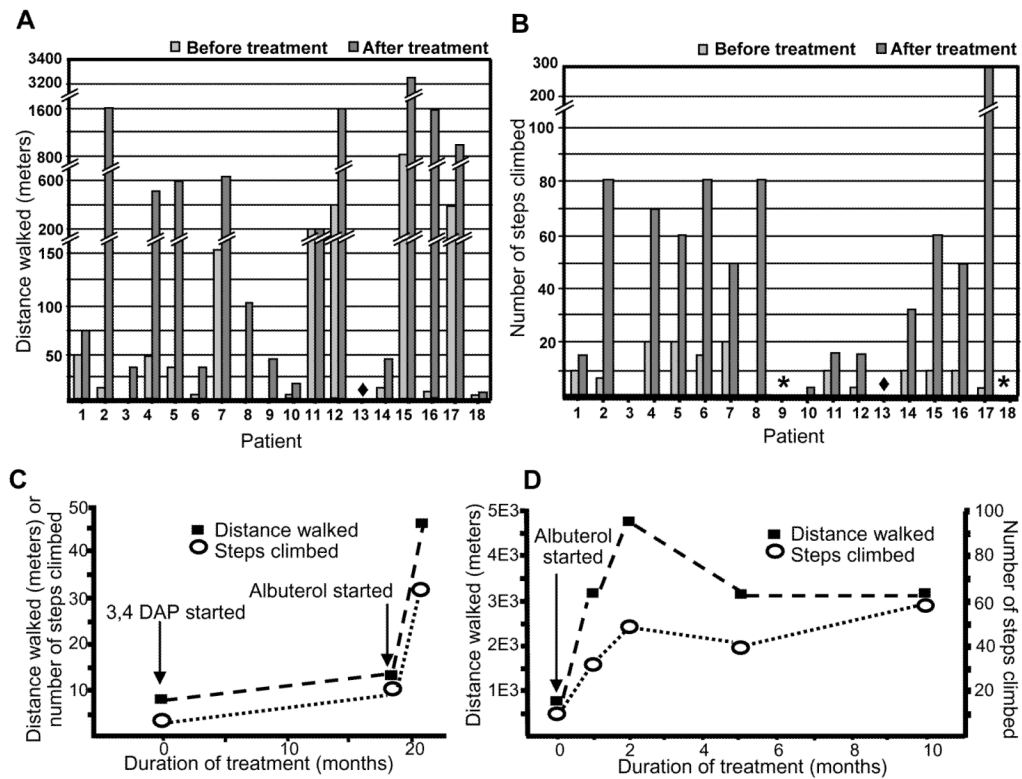 A
Before treatment After treatment
Distance walked (meters)
3400
3200
1600
800
600
200
150
100
50
1 2 3 4 5 6 7 8 9 10 11 12 13 14 15 16 17 18
Patient
B
Before treatment After treatment
Number of steps climbed
300
200
100
80
60
40
20
* *
1 2 3 4 5 6 7 8 9 10 11 12 13 14 15 16 17 18
Patient
C
Distance walked (meters) or
number of steps climbed
50
40
30
20
10
Distance walked
Steps climbed
3,4 DAP started
Albuterol started
0 10 20
Duration of treatment (months)
D
Distance walked (meters)
5E3
4E3
3E3
2E3
1E3
Albuterol
started
Distance walked
Steps climbed
100
80
60
40
20
Number of steps climbed
0 2 4 6 8 10
Duration of treatment (months)